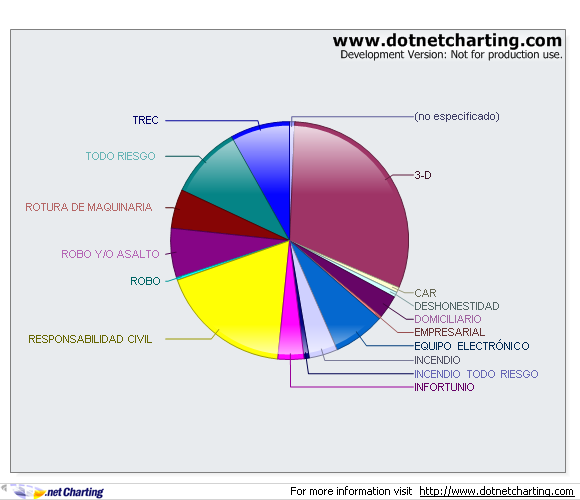 www.dotnetcharting.com
Development Version: Not for production use.
(no especificado)
TREC
TODO RIESGO
3-D
ROTURA DE MAQUINARIA
ROBO Y/O ASALTO
ROBO
CAR
DESHONESTIDAD
DOMICILIARIO
EMPRESARIAL
RESPONSABILIDAD CIVIL
EQUIPO ELECTRÓNICO
INCENDIO
INCENDIO TODO RIESGO
INFORTUNIO
.net Charting
For more information visit http://www.dotnetcharting.com